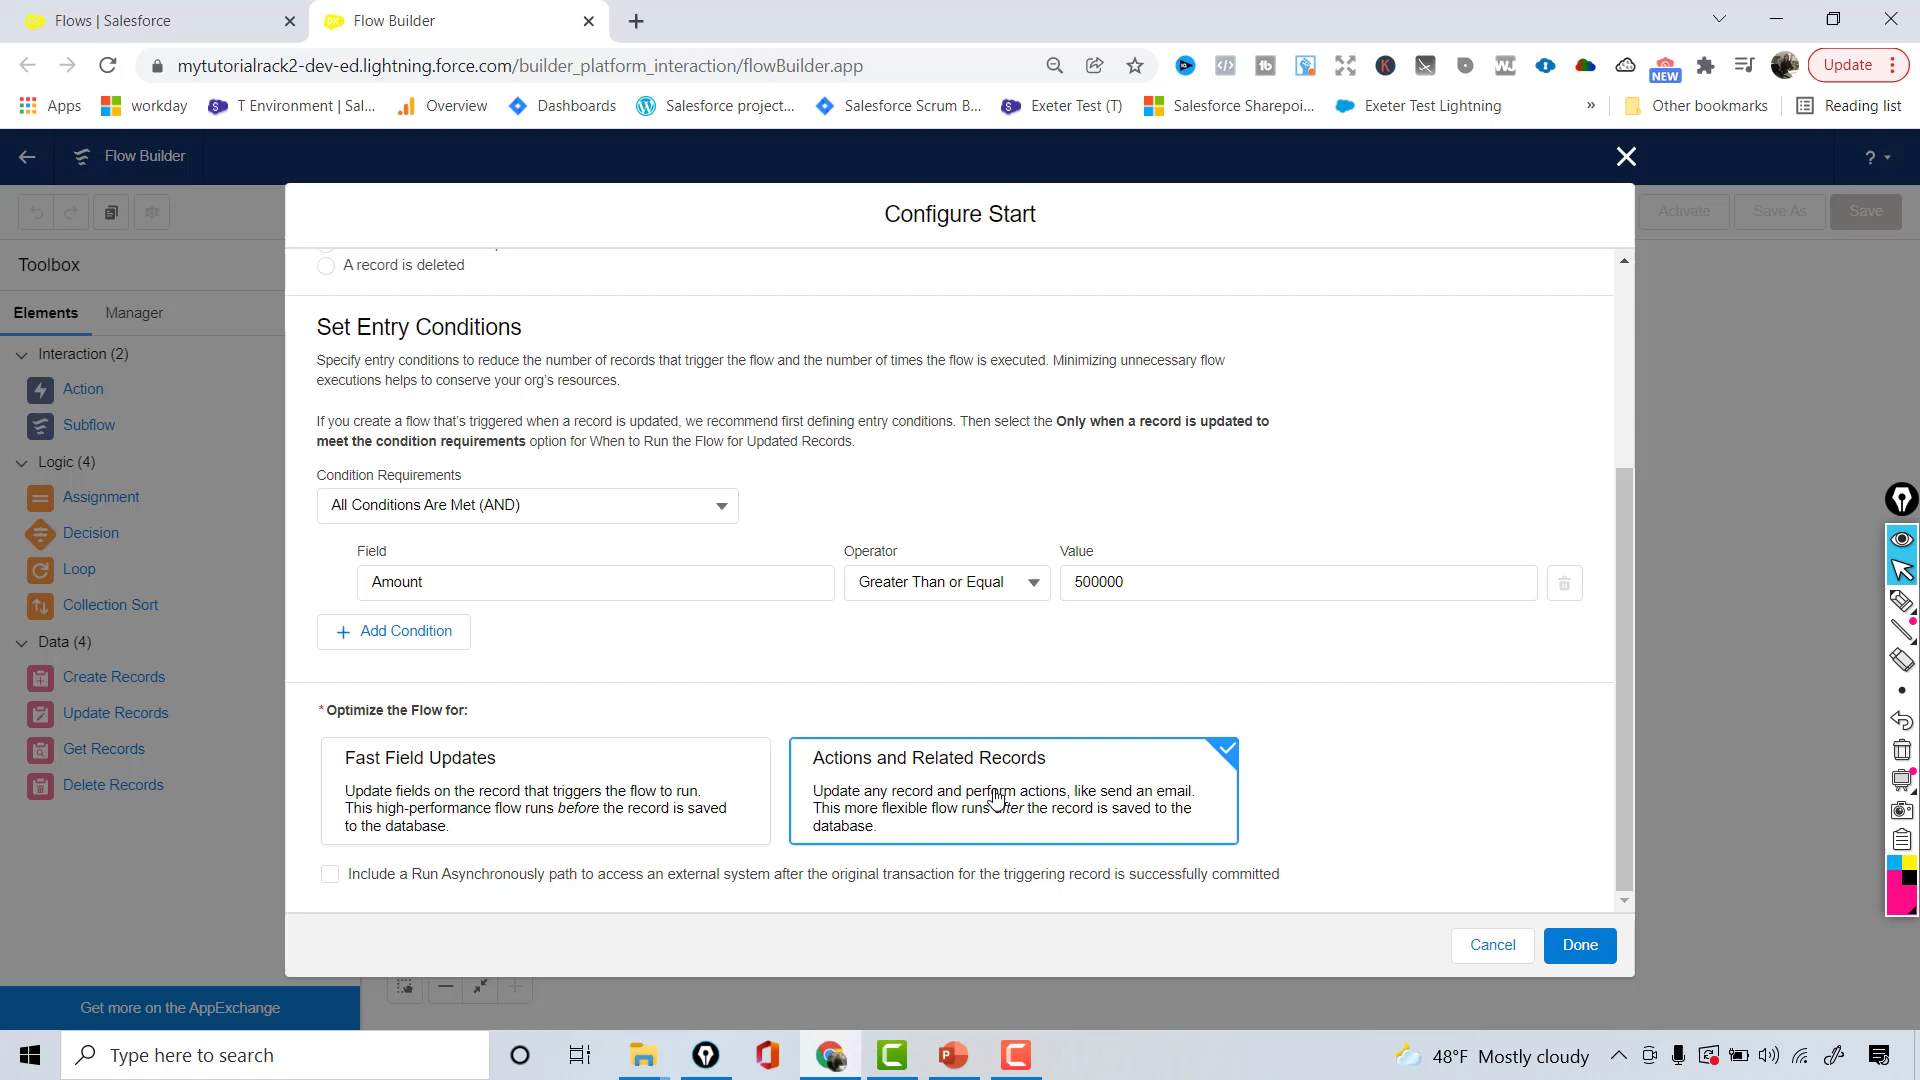 Flows | Salesforce
Flow Builder
mytutorialrack2-dev-ed.lightning.force.com/builder_platform_interaction/flowBuilder.app
NEW
Update
Apps
workday
T Environment | Sal...
Overview
Dashboards
Salesforce project...
Salesforce Scrum B...
Exeter Test (T)
Salesforce Sharepoi...
Exeter Test Lightning
»
Other bookmarks
Reading list
Flow Builder
?
Configure Start
Activate
Save As
Save
Toolbox
A record is deleted
Elements
Manager
Set Entry Conditions
Interaction (2)
Specify entry conditions to reduce the number of records that trigger the flow and the number of times the flow is executed. Minimizing unnecessary flow
executions helps to conserve your org's resources.
Action
Subflow
If you create a flow that's triggered when a record is updated, we recommend first defining entry conditions. Then select the Only when a record is updated to
meet the condition requirements option for When to Run the Flow for Updated Records.
Logic (4)
Condition Requirements
Assignment
All Conditions Are Met (AND)
Decision
Field
Operator
Value
Loop
Amount
Greater Than or Equal
500000
Collection Sort
Add Condition
Data (4)
Create Records
Update Records
Get Records
Delete Records
*Optimize the Flow for:
Fast Field Updates
Update fields on the record that triggers the flow to run.
This high-performance flow runs before the record is saved
to the database.
Actions and Related Records
Update any record and perform actions, like send an email.
This more flexible flow runs after the record is saved to the
database.
Include a Run Asynchronously path to access an external system after the original transaction for the triggering record is successfully committed
Cancel
Done
Get more on the AppExchange
Type here to search
48°F Mostly cloudy